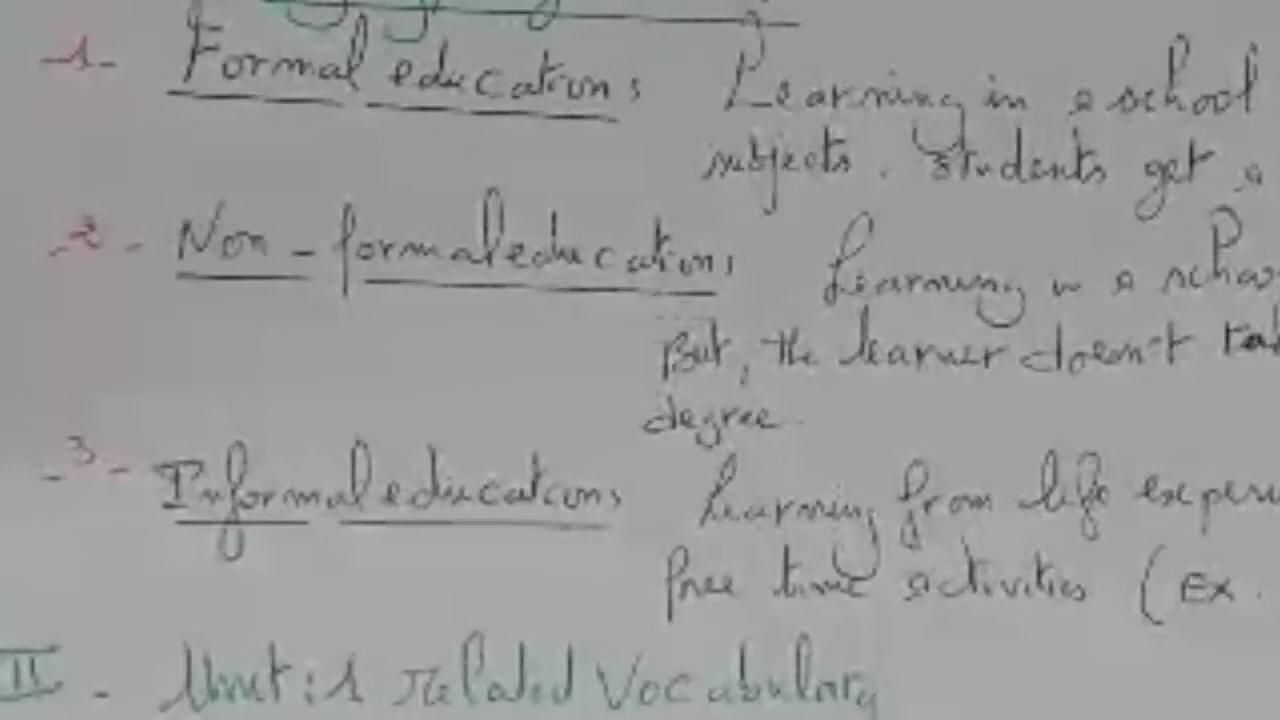 1- Formal education: Learning in a school
subjects. Students get a
2- Non-formal education: Learning in a
But, the learner doesn't
degree.
3- Informal education: Learning from life
free time activities (Ex.
II- Unit:1 related Vocabulary